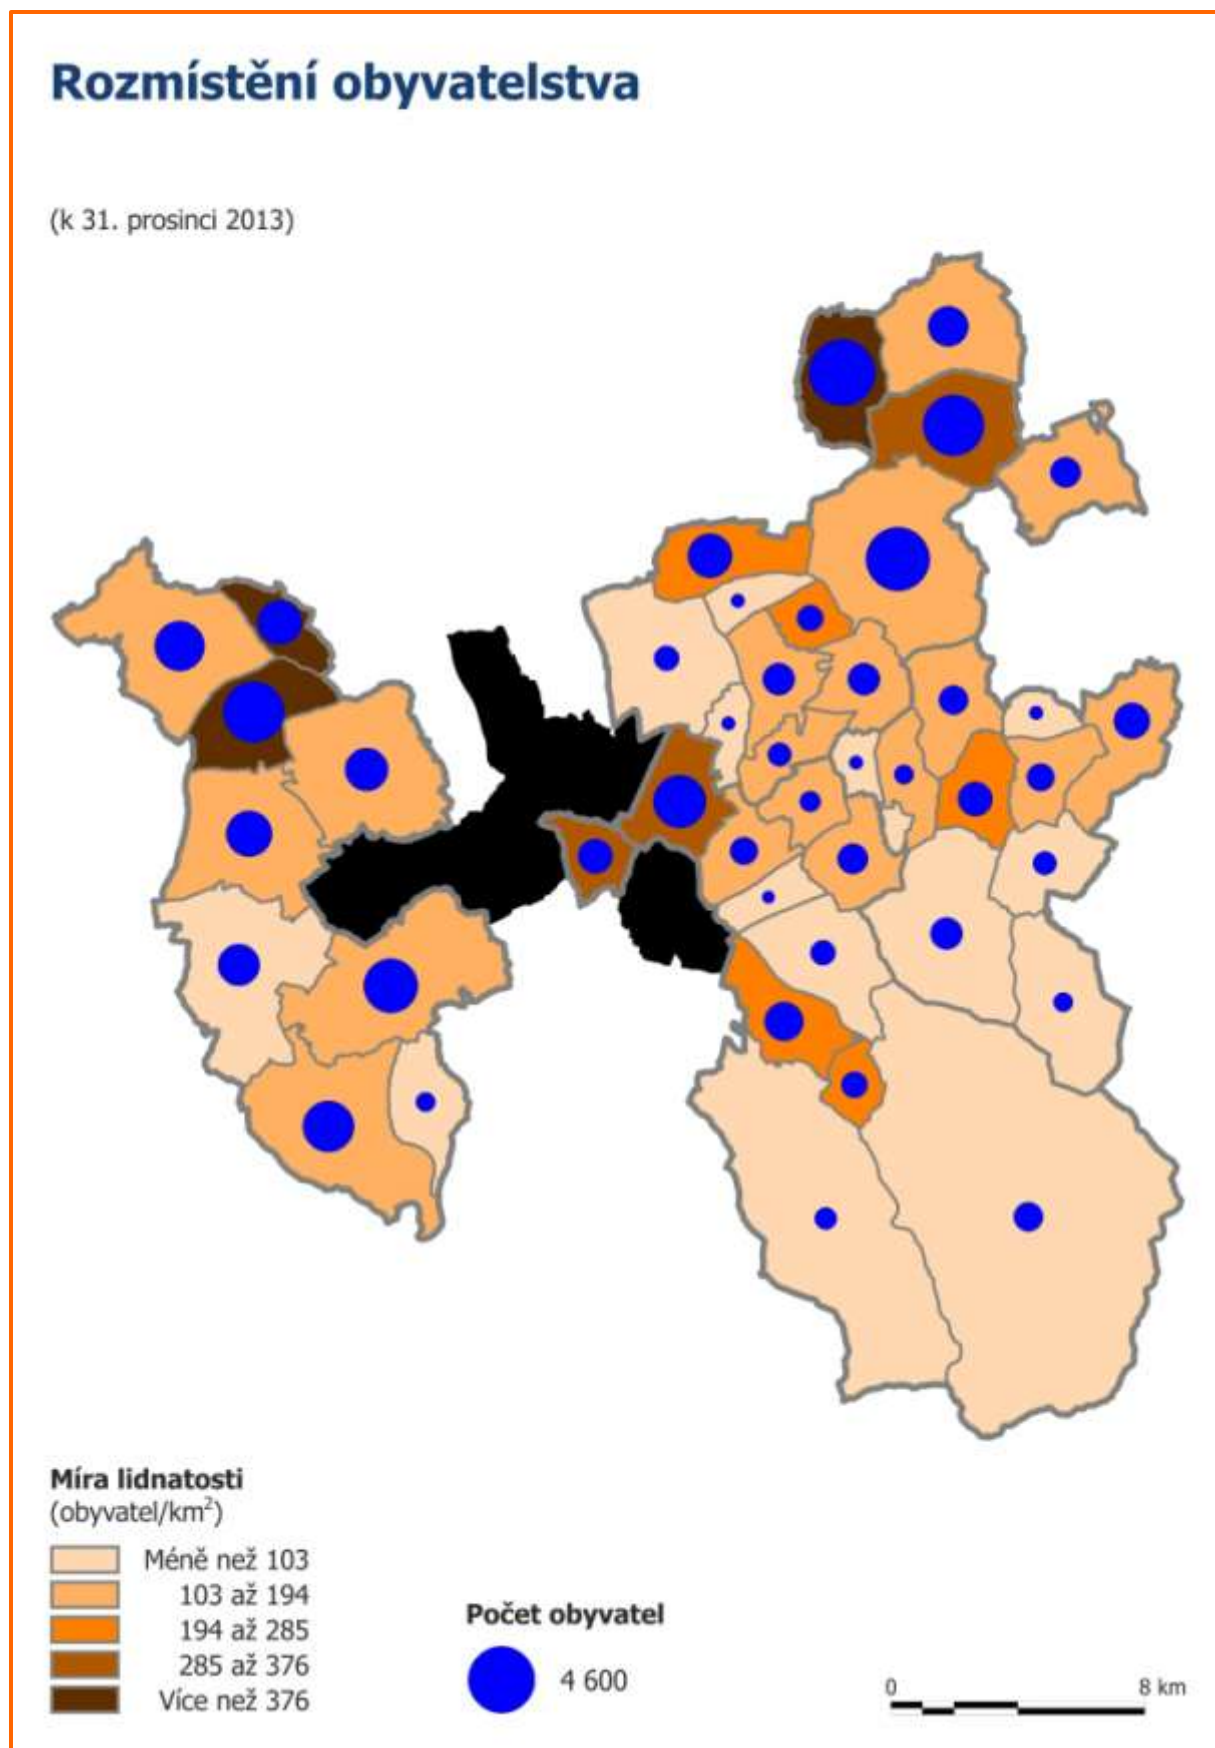 Rozmístění obyvatelstva
(k 31. prosinci 2013)
Míra lidnatosti
(obyvatel/km²)
Méně než 103
103 až 194
194 až 285
285 až 376
Více než 376
Počet obyvatel
4 600
0 8 km